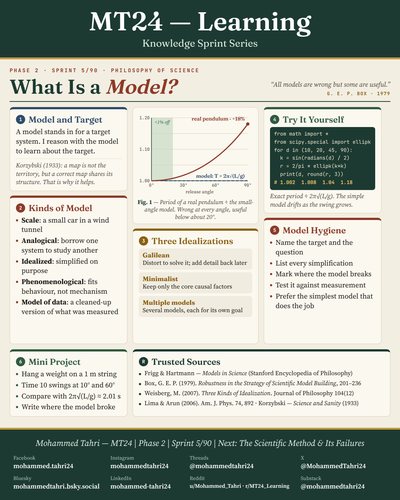 MT24 — Learning
Knowledge Sprint Series
PHASE 2 · SPRINT 5/90 · PHILOSOPHY OF SCIENCE
What Is a Model?
"All models are wrong but some are useful."
G. E. P. BOX · 1979
1 Model and Target
A model stands in for a target
system. I reason with the model
to learn about the target.
Korzybski (1933): a map is not the
territory, but a correct map shares its
structure. That is why it helps.
2 Kinds of Model
• Scale: a small car in a wind
tunnel
• Analogical: borrow one
system to study another
• Idealized: simplified on
purpose
• Phenomenological: fits
behaviour, not mechanism
• Model of data: a cleaned-up
version of what was measured
1.20
<1% off
real pendulum · ~18%
1.10
model: T = 2π√(L/g)
1.00
0° 30° 60° 90°
release angle
Fig. 1 — Period of a real pendulum ÷ the small-
angle model. Wrong at every angle, useful
below about 20°.
3 Three Idealizations
Galilean
Distort to solve it; add detail back later
Minimalist
Keep only the core causal factors
Multiple models
Several models, each for its own goal
4 Try It Yourself
from math import *
from scipy.special import ellipk
for d in (10, 20, 45, 90):
k = sin(radians(d) / 2)
r = 2/pi * ellipk(k*k)
print(d, round(r, 3))
# 1.002 1.008 1.04 1.18
Exact period ÷ 2π√(L/g). The simple
model drifts as the swing grows.
5 Model Hygiene
• Name the target and the
question
• List every simplification
• Mark where the model breaks
• Test it against measurement
• Prefer the simplest model that
does the job
6 Mini Project
• Hang a weight on a 1 m string
• Time 10 swings at 10° and 60°
• Compare with 2π√(L/g) ≈ 2.01 s
• Write where the model broke
Trusted Sources
• Frigg & Hartmann — Models in Science (Stanford Encyclopedia of Philosophy)
• Box, G. E. P. (1979). Robustness in the Strategy of Scientific Model Building, 201–236
• Weisberg, M. (2007). Three Kinds of Idealization. Journal of Philosophy 104(12)
• Lima & Arun (2006). Am. J. Phys. 74, 892 · Korzybski — Science and Sanity (1933)
Mohammed Tahri — MT24 | Phase 2 | Sprint 5/90 | Next: The Scientific Method & Its Failures
Facebook Instagram Threads X
mohammed.tahri24 mohammed.tahri24 @mohammed.tahri24 @MohammedTahri24
Bluesky LinkedIn Reddit Substack
mohammedtahri.bsky.social mohammed-tahri24 u/Mohammed_Tahri · r/MT24_Learning @mohammedtahri24